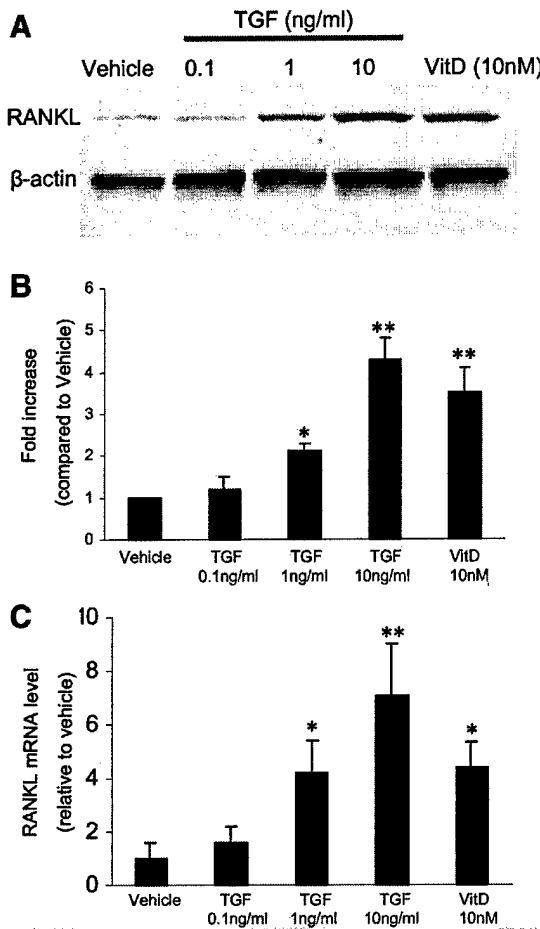 A
TGF (ng/ml)
Vehicle 0.1 1 10 VitD (10nM)
RANKL
β-actin
B
Fold increase
(compared to Vehicle)
6
5
4
3
2
1
0
*
**
**
Vehicle TGF TGF TGF VitD
0.1ng/ml 1ng/ml 10ng/ml 10nM
C
RANKL mRNA level
(relative to vehicle)
10
8
6
4
2
0
*
**
*
Vehicle TGF TGF TGF VitD
0.1ng/ml 1ng/ml 10ng/ml 10nM